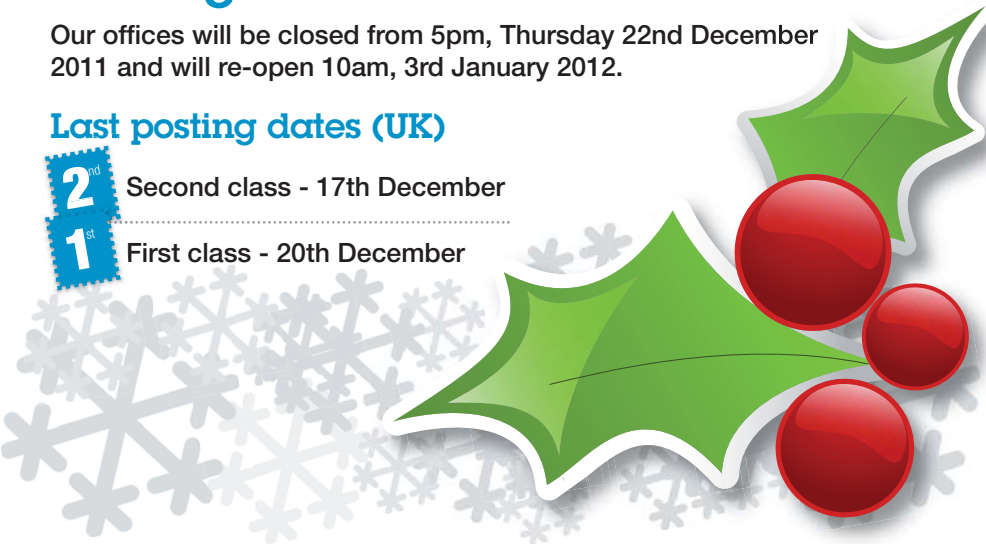 Our offices will be closed from 5pm, Thursday 22nd December
2011 and will re-open 10am, 3rd January 2012.
Last posting dates (UK)
2nd
Second class - 17th December
1st
First class - 20th December